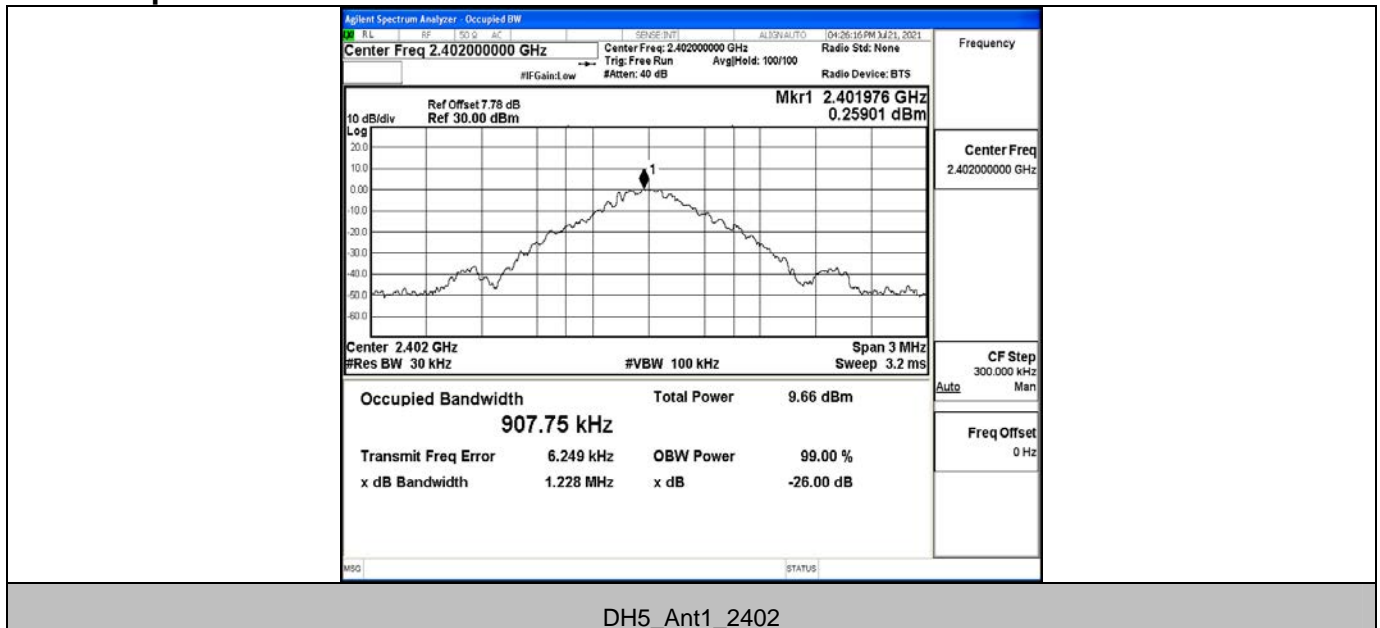 Agilent Spectrum Analyzer - Occupied BW
RL RF 50 Ω AC SENSE:INT ALIGNAUTO 04:26:16 PM Jul 21, 2021
Center Freq 2.402000000 GHz
Center Freq: 2.402000000 GHz
Radio Std: None
Trig: Free Run Avg|Hold: 100/100
#IFGain:Low #Atten: 40 dB Radio Device: BTS
Frequency
Mkr1 2.401976 GHz
0.25901 dBm
Ref Offset 7.78 dB
10 dB/div Ref 30.00 dBm
Log
20.0
10.0
0.00
-10.0
-20.0
-30.0
-40.0
-50.0
-60.0
1
Center 2.402 GHz Span 3 MHz
#Res BW 30 kHz #VBW 100 kHz Sweep 3.2 ms
Center Freq
2.402000000 GHz
CF Step
300.000 kHz
Auto Man
Freq Offset
0 Hz
Occupied Bandwidth Total Power 9.66 dBm
907.75 kHz
Transmit Freq Error 6.249 kHz OBW Power 99.00 %
x dB Bandwidth 1.228 MHz x dB -26.00 dB
MSG STATUS
DH5_Ant1_2402